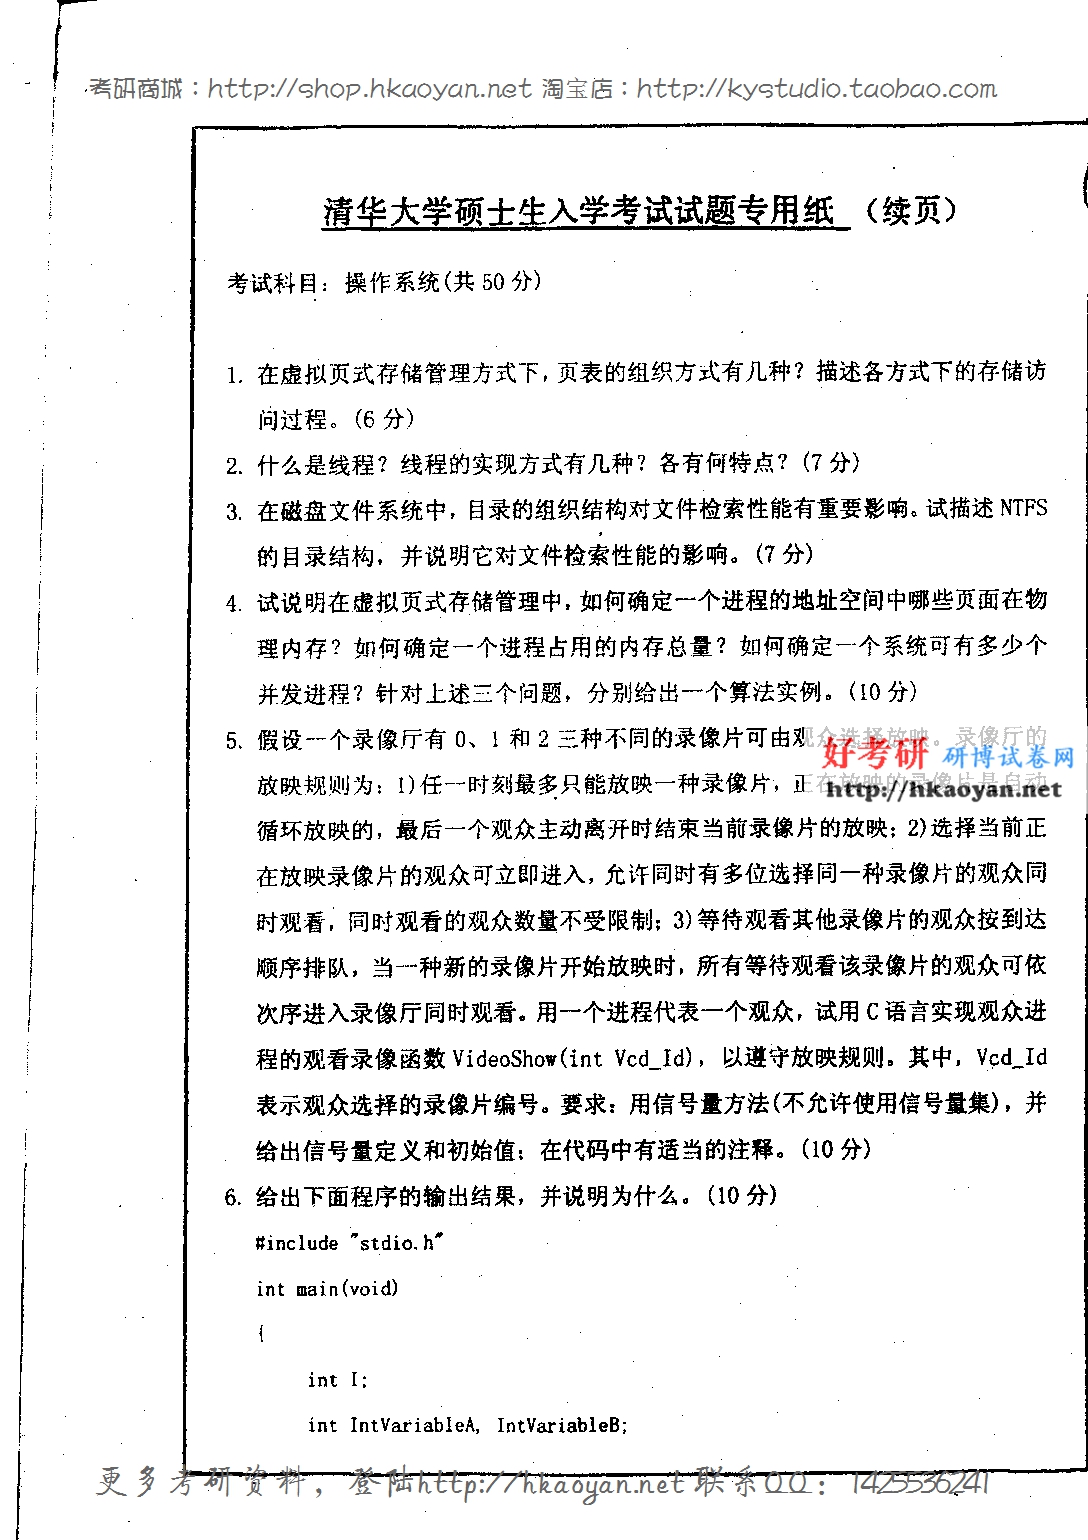 考研商城：http://shop.hkaoyan.net 淘宝店：http://kystudio.taobao.com
清华大学硕士生入学考试试题专用纸 （续页）
考试科目：操作系统(共50分)
1. 在虚拟页式存储管理方式下，页表的组织方式有几种？描述各方式下的存储访
问过程。(6分)
2. 什么是线程？线程的实现方式有几种？各有何特点？(7分)
3. 在磁盘文件系统中，目录的组织结构对文件检索性能有重要影响。试描述NTFS
的目录结构，并说明它对文件检索性能的影响。(7分)
4. 试说明在虚拟页式存储管理中，如何确定一个进程的地址空间中哪些页面在物
理内存？如何确定一个进程占用的内存总量？如何确定一个系统可有多少个
并发进程？针对上述三个问题，分别给出一个算法实例。(10分)
5. 假设一个录像厅有0、1和2三种不同的录像片可由观众选择放映。录像厅的
好考研 研博试卷网
放映规则为：1)任一时刻最多只能放映一种录像片，正在放映的录像片是自动
http://hkaoyan.net
循环放映的，最后一个观众主动离开时结束当前录像片的放映；2)选择当前正
在放映录像片的观众可立即进入，允许同时有多位选择同一种录像片的观众同
时观看，同时观看的观众数量不受限制；3)等待观看其他录像片的观众按到达
顺序排队，当一种新的录像片开始放映时，所有等待观看该录像片的观众可依
次序进入录像厅同时观看。用一个进程代表一个观众，试用C语言实现观众进
程的观看录像函数VideoShow(int Vcd_Id)，以遵守放映规则。其中，Vcd_Id
表示观众选择的录像片编号。要求：用信号量方法(不允许使用信号量集)，并
给出信号量定义和初始值；在代码中有适当的注释。(10分)
6. 给出下面程序的输出结果，并说明为什么。(10分)
#include "stdio.h"
int main(void)
{
int I;
int IntVariableA, IntVariableB;
更多考研资料，登陆http://hkaoyan.net联系QQ：1425536241